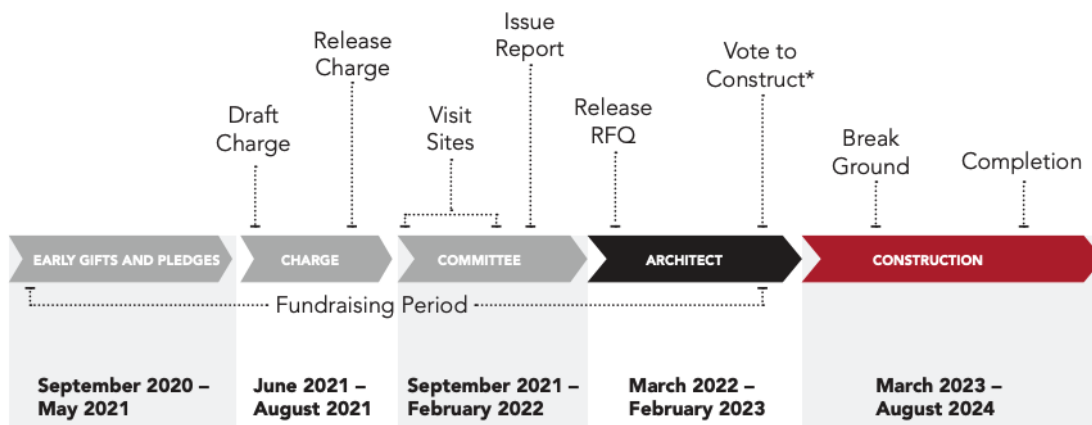 Release
Charge
Issue
Report
Vote to
Construct*
Draft
Charge
Visit
Sites
Release
RFQ
Break
Ground
Completion
EARLY GIFTS AND PLEDGES
CHARGE
COMMITTEE
ARCHITECT
CONSTRUCTION
Fundraising Period
September 2020 –
May 2021
June 2021 –
August 2021
September 2021 –
February 2022
March 2022 –
February 2023
March 2023 –
August 2024